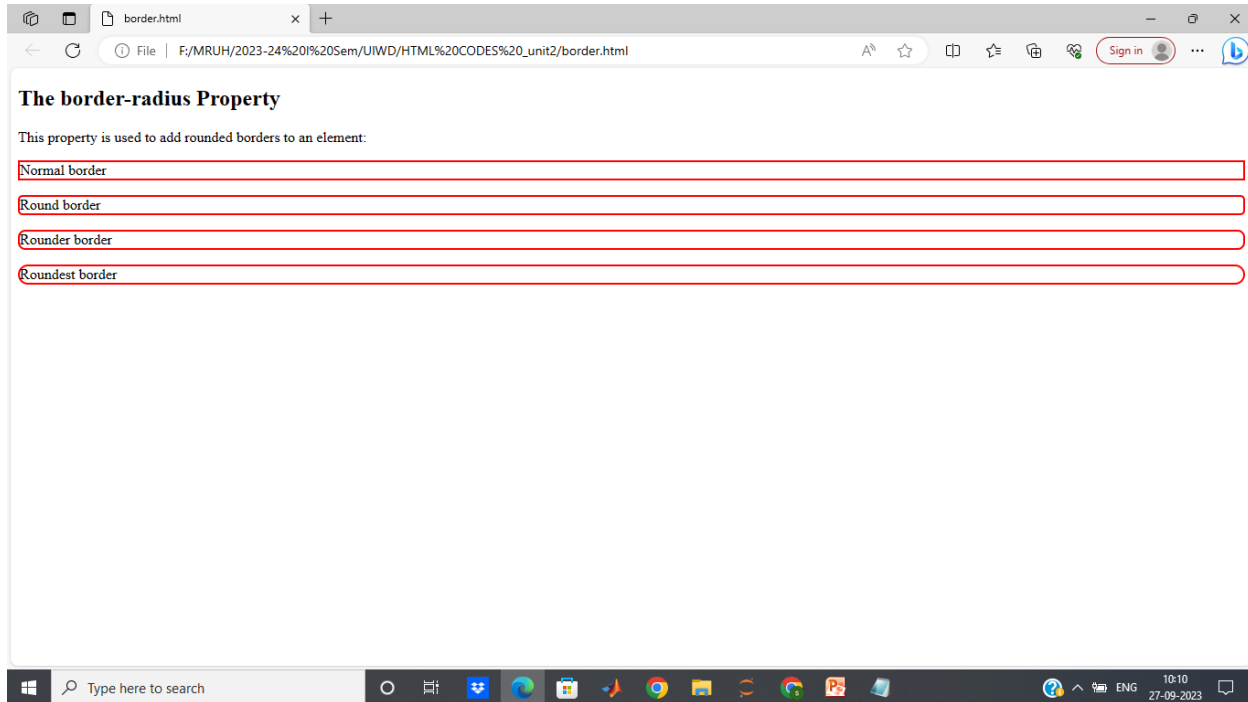 border.html
File
F:/MRUH/2023-24%20I%20Sem/UIWD/HTML%20CODES%20_unit2/border.html
Sign in
The border-radius Property
This property is used to add rounded borders to an element:
Normal border
Round border
Rounder border
Roundest border
Type here to search
ENG
10:10
27-09-2023